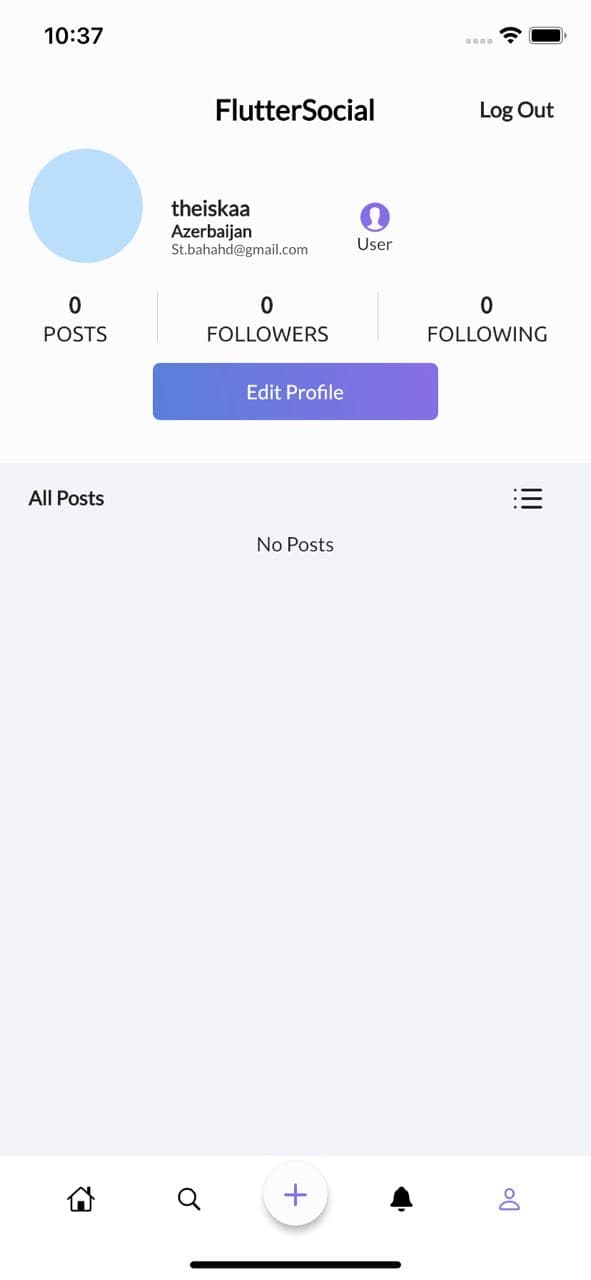 10:37
FlutterSocial
Log Out
theiskaa
Azerbaijan
St.bahahd@gmail.com
User
0
POSTS
0
FOLLOWERS
0
FOLLOWING
Edit Profile
All Posts
No Posts